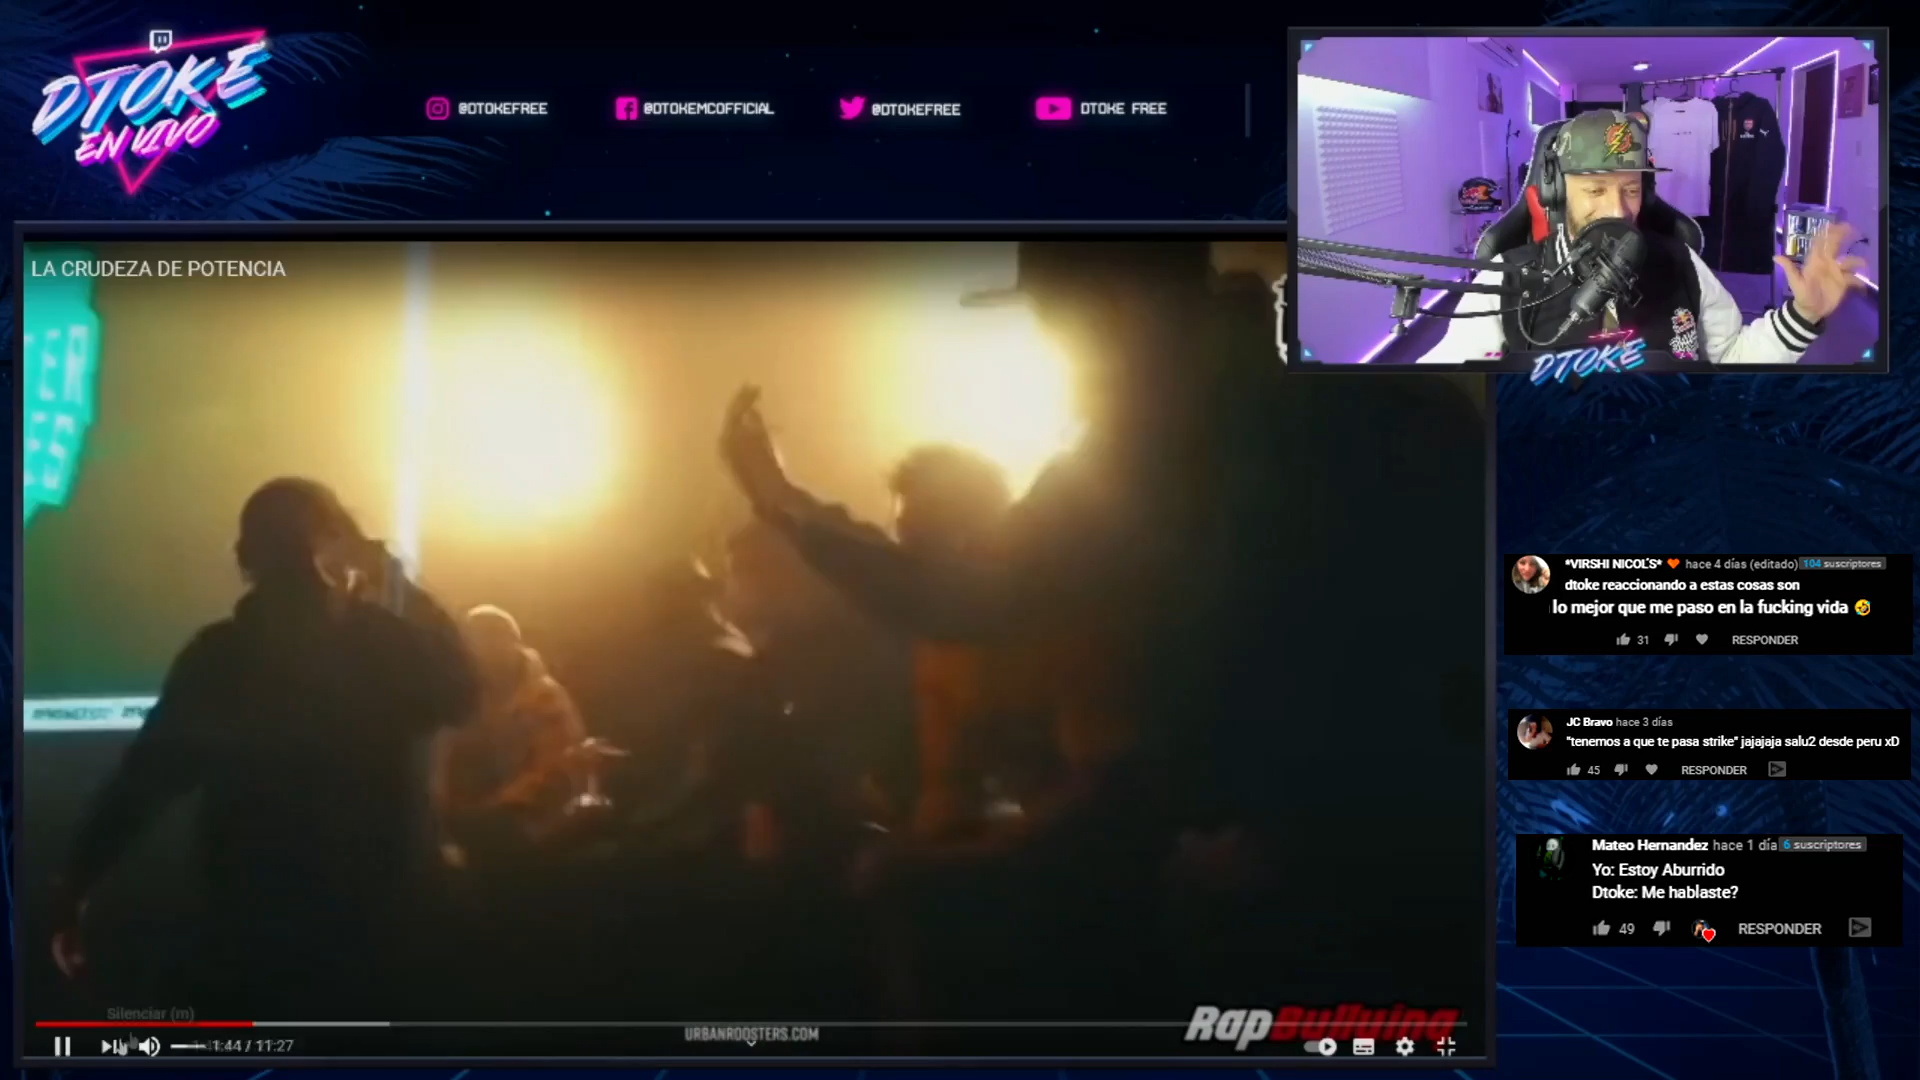 DTOKE
EN VIVO
@DTOKEFREE
@DTOKEMCOFFICIAL
@DTOKEFREE
DTOKE FREE
LA CRUDEZA DE POTENCIA
DTOKE
*VIRSHI NICOL'S* 🧡 hace 4 días (editado) 104 suscriptores
dtoke reaccionando a estas cosas son
lo mejor que me paso en la fucking vida 🤣
31 RESPONDER
JC Bravo hace 3 días
"tenemos a que te pasa strike" jajajaja salu2 desde peru xD
45 RESPONDER
Mateo Hernandez hace 1 día 6 suscriptores
Yo: Estoy Aburrido
Dtoke: Me hablaste?
49 RESPONDER
Silenciar (m)
URBANROOSTERS.COM
RapBullying
1:44 / 11:27